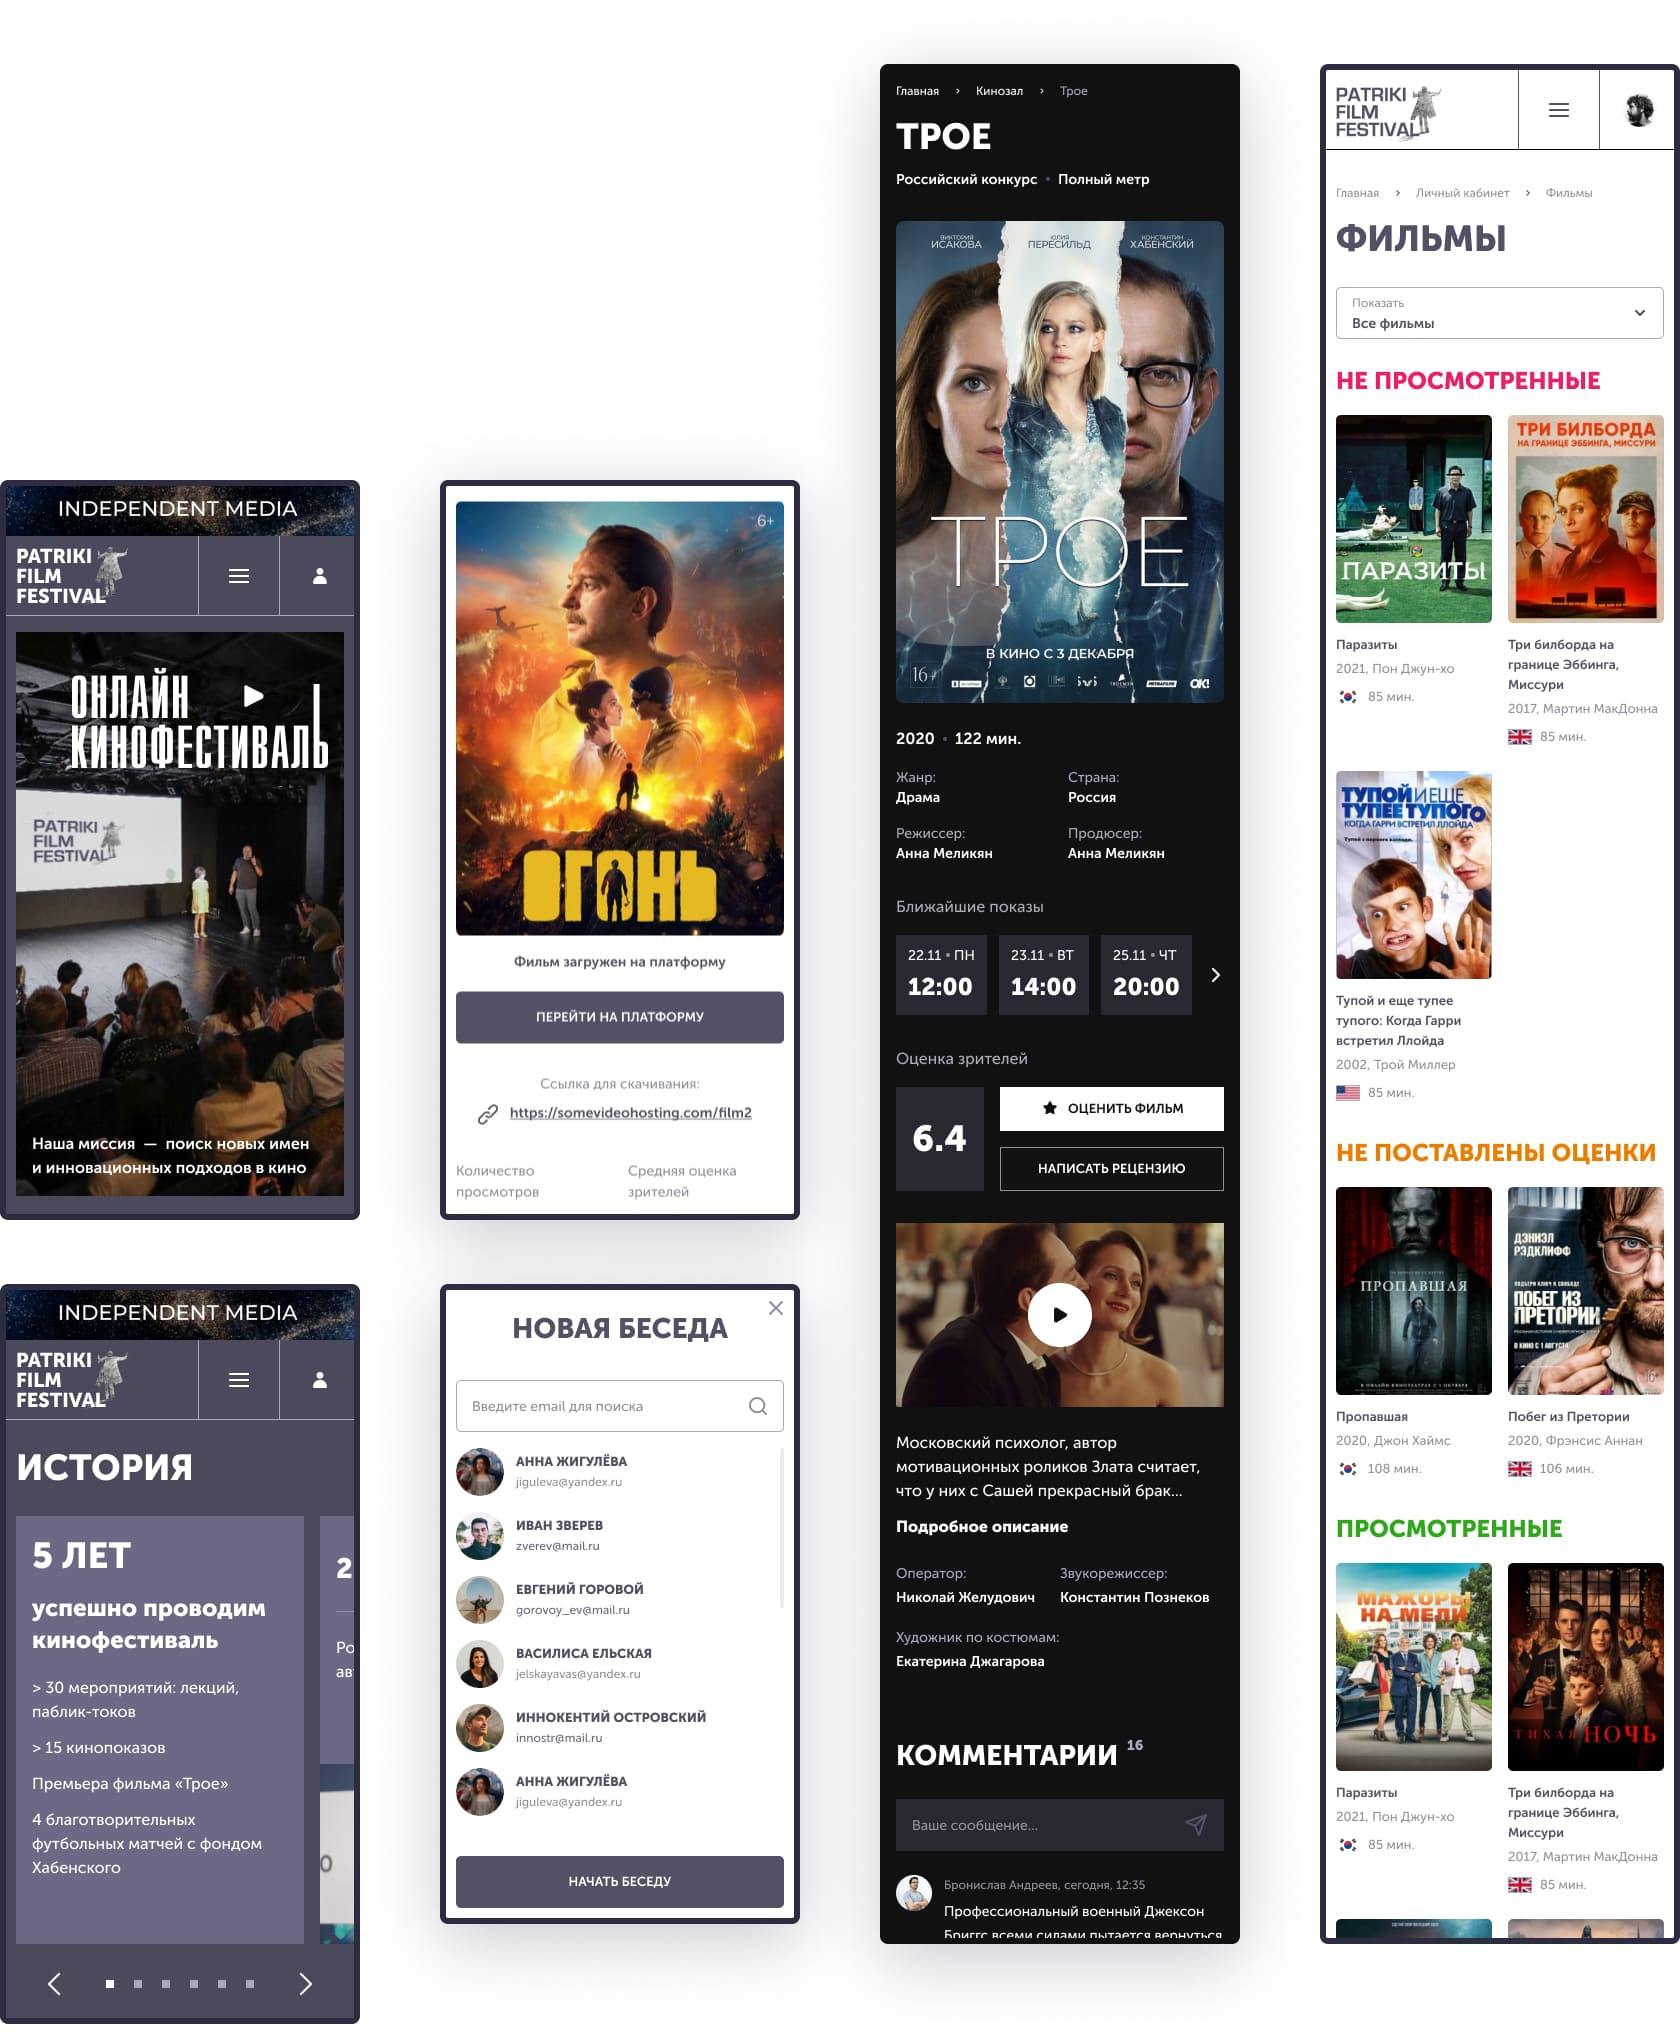 INDEPENDENT MEDIA
PATRIKI
FILM
FESTIVAL
ОНЛАЙН
КИНОФЕСТИВАЛЬ
PATRIKI
FILM
FESTIVAL
Наша миссия — поиск новых имен
и инновационных подходов в кино
INDEPENDENT MEDIA
PATRIKI
FILM
FESTIVAL
ИСТОРИЯ
5 ЛЕТ
успешно проводим
кинофестиваль
> 30 мероприятий: лекций,
паблик-токов
> 15 кинопоказов
Премьера фильма «Трое»
4 благотворительных
футбольных матчей с фондом
Хабенского
2
Ро
ав
6+
ОГОНЬ
Фильм загружен на платформу
ПЕРЕЙТИ НА ПЛАТФОРМУ
Ссылка для скачивания:
https://somevideohosting.com/film2
Количество
просмотров
Средняя оценка
зрителей
НОВАЯ БЕСЕДА
Введите email для поиска
АННА ЖИГУЛЁВА
jiguleva@yandex.ru
ИВАН ЗВЕРЕВ
zverev@mail.ru
ЕВГЕНИЙ ГОРОВОЙ
gorovoy_ev@mail.ru
ВАСИЛИСА ЕЛЬСКАЯ
jelskayavas@yandex.ru
ИННОКЕНТИЙ ОСТРОВСКИЙ
innostr@mail.ru
АННА ЖИГУЛЁВА
jiguleva@yandex.ru
НАЧАТЬ БЕСЕДУ
Главная › Кинозал › Трое
ТРОЕ
Российский конкурс • Полный метр
ВИКТОРИЯ
ИСАКОВА
ЮЛИЯ
ПЕРЕСИЛЬД
КОНСТАНТИН
ХАБЕНСКИЙ
ТРОЕ
В КИНО С 3 ДЕКАБРЯ
16+
OK!
2020 • 122 мин.
Жанр:
Драма
Страна:
Россия
Режиссер:
Анна Меликян
Продюсер:
Анна Меликян
Ближайшие показы
22.11 • ПН
12:00
23.11 • ВТ
14:00
25.11 • ЧТ
20:00
Оценка зрителей
6.4
ОЦЕНИТЬ ФИЛЬМ
НАПИСАТЬ РЕЦЕНЗИЮ
Московский психолог, автор
мотивационных роликов Злата считает,
что у них с Сашей прекрасный брак...
Подробное описание
Оператор:
Николай Желудович
Звукорежиссер:
Константин Познеков
Художник по костюмам:
Екатерина Джагарова
КОММЕНТАРИИ 16
Ваше сообщение...
Бронислав Андреев, сегодня, 12:35
Профессиональный военный Джексон
Бриггс всеми силами пытается вернуться
PATRIKI
FILM
FESTIVAL
Главная › Личный кабинет › Фильмы
ФИЛЬМЫ
Показать
Все фильмы
НЕ ПРОСМОТРЕННЫЕ
ПАРАЗИТЫ
Паразиты
2021, Пон Джун-хо
85 мин.
ТРИ БИЛБОРДА
НА ГРАНИЦЕ ЭББИНГА, МИССУРИ
Три билборда на
границе Эббинга,
Миссури
2017, Мартин МакДонна
85 мин.
ТУПОЙ И ЕЩЕ
ТУПЕЕ ТУПОГО
КОГДА ГАРРИ ВСТРЕТИЛ ЛЛОЙДА
Тупой и еще тупее
тупого: Когда Гарри
встретил Ллойда
2002, Трой Миллер
85 мин.
НЕ ПОСТАВЛЕНЫ ОЦЕНКИ
ПРОПАВШАЯ
Пропавшая
2020, Джон Хаймс
108 мин.
ДЭНИЭЛ
РЭДКЛИФФ
ПОБЕГ ИЗ
ПРЕТОРИИ
В КИНО С 1 АВГУСТА
16+
Побег из Претории
2020, Фрэнсис Аннан
106 мин.
ПРОСМОТРЕННЫЕ
МАЖОРЫ
НА МЕЛИ
Паразиты
2021, Пон Джун-хо
85 мин.
ТИХАЯ НОЧЬ
Три билборда на
границе Эббинга,
Миссури
2017, Мартин МакДонна
85 мин.